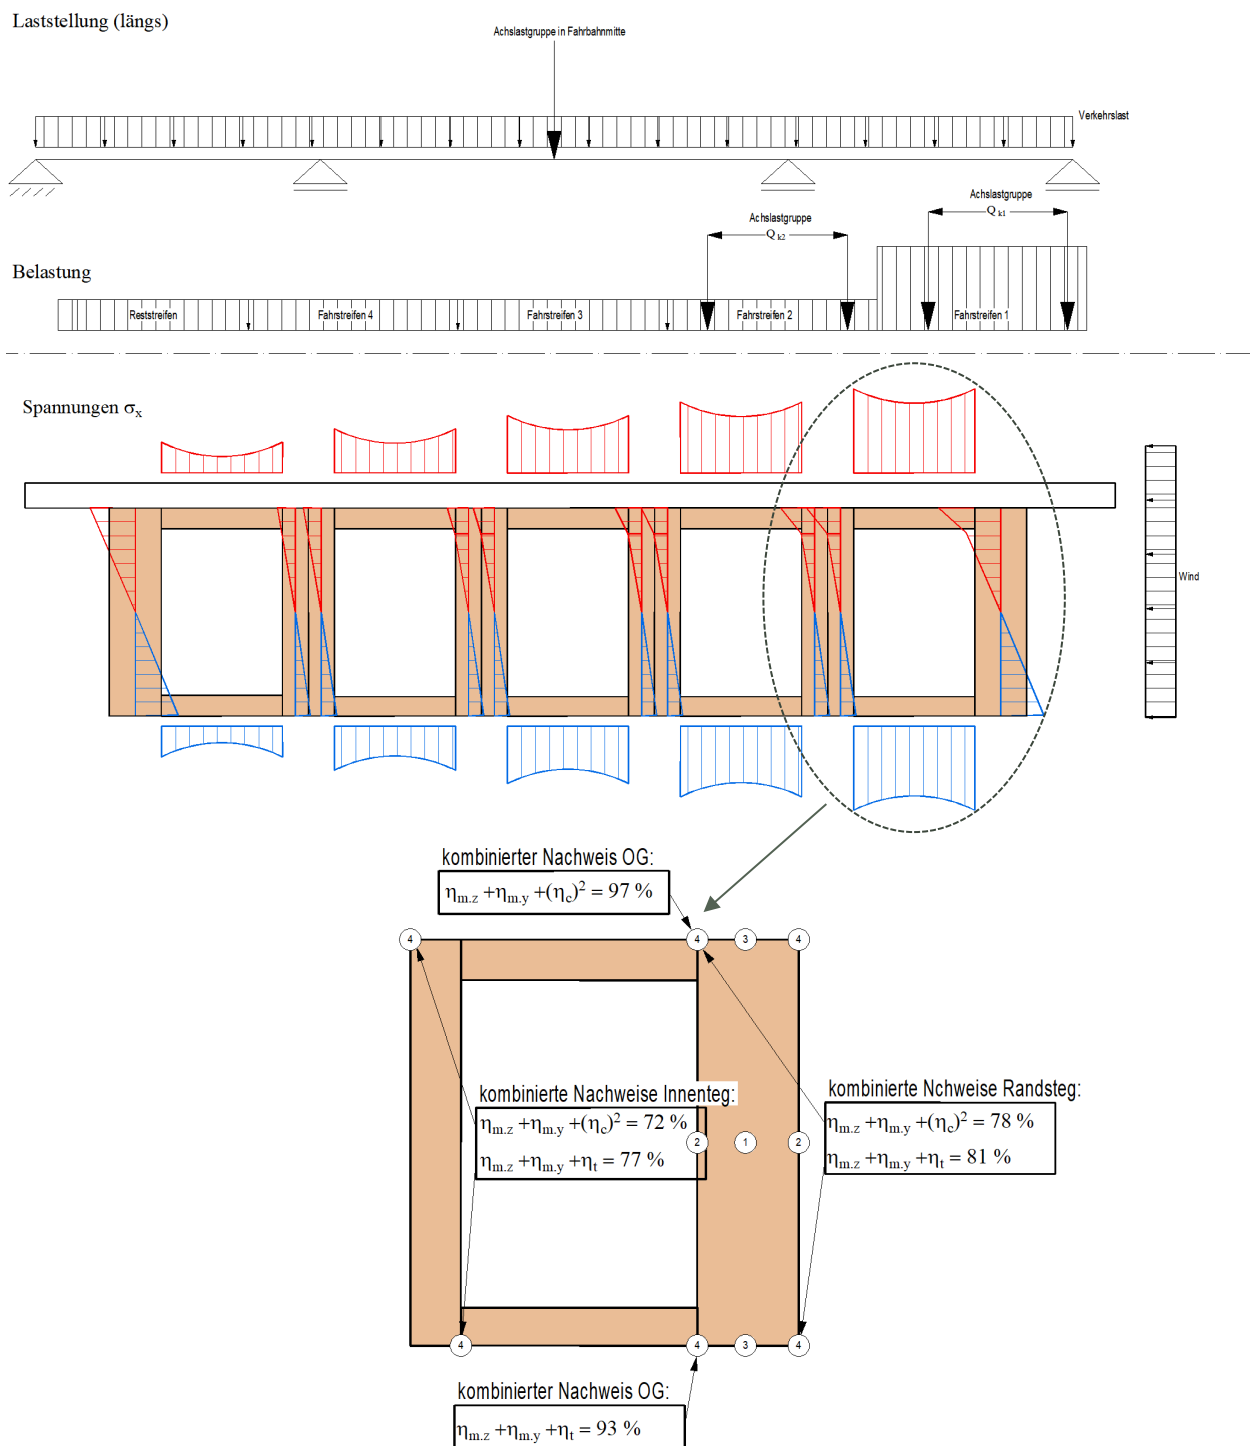 Laststellung (längs)
Achslastgruppe in Fahrbahnmitte
Verkehrslast
Achslastgruppe
Q k1
Achslastgruppe
Q k2
Belastung
Reststreifen
Fahrstreifen 4
Fahrstreifen 3
Fahrstreifen 2
Fahrstreifen 1
Spannungen σx
Wind
kombinierter Nachweis OG:
ηm.z +ηm.y +(ηc)² = 97 %
4
4
3
4
kombinierte Nachweise Innenteg:
ηm.z +ηm.y +(ηc)² = 72 %
ηm.z +ηm.y +ηt = 77 %
kombinierte Nchweise Randsteg:
ηm.z +ηm.y +(ηc)² = 78 %
ηm.z +ηm.y +ηt = 81 %
2
1
2
4
4
3
4
kombinierter Nachweis OG:
ηm.z +ηm.y +ηt = 93 %